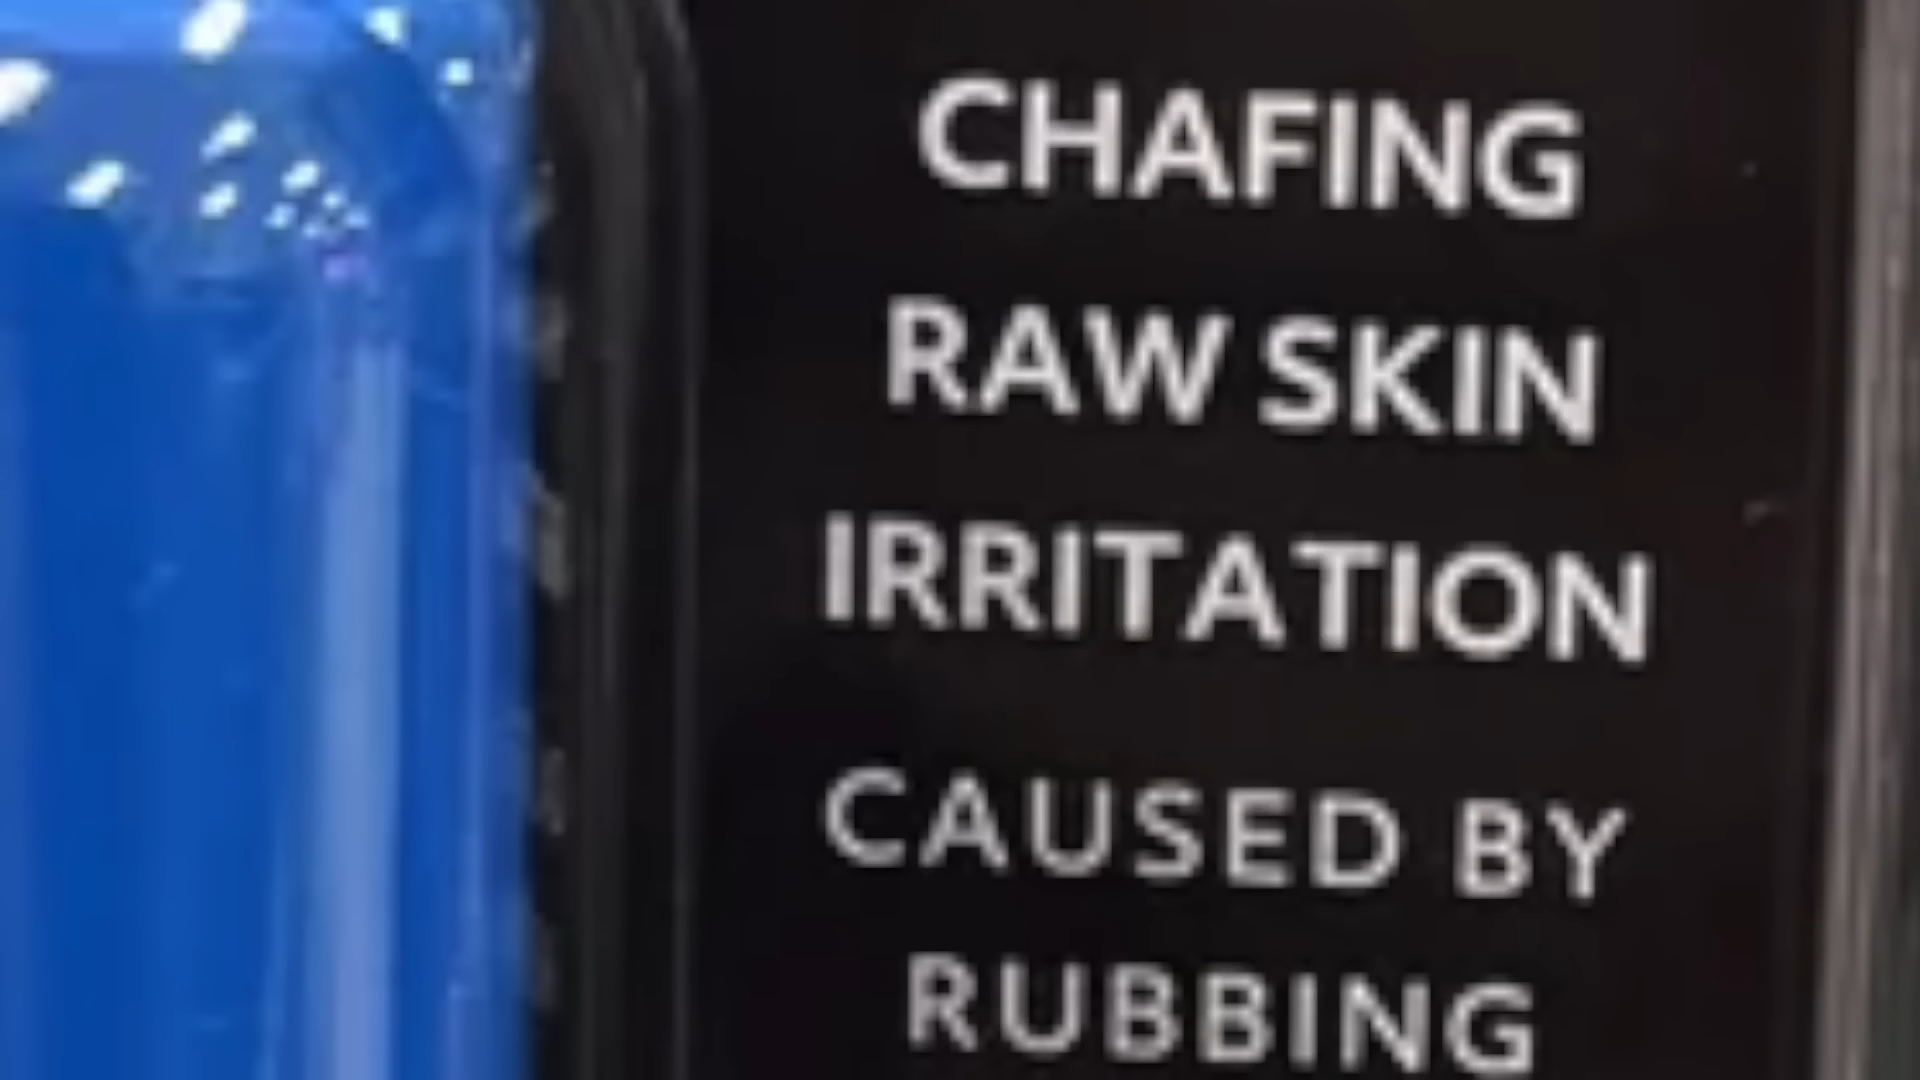 CHAFING
RAW SKIN
IRRITATION
CAUSED BY
RUBBING